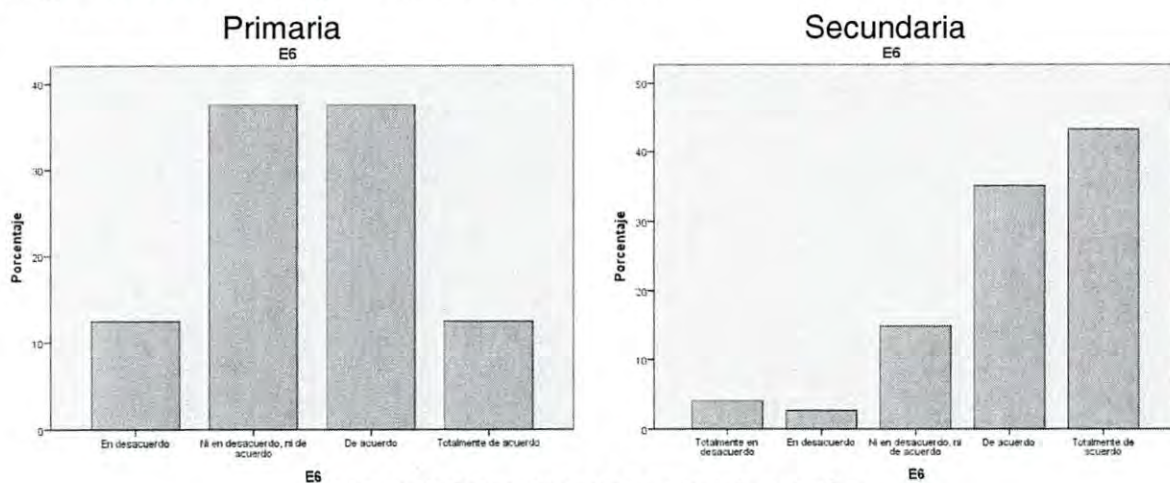 Primaria
E6
Porcentaje
40
30
20
10
0
En desacuerdo
Ni en desacuerdo, ni de
acuerdo
De acuerdo
Totalmente de acuerdo
E6
Secundaria
E6
Porcentaje
50
40
30
20
10
0
Totalmente en
desacuerdo
En desacuerdo
Ni en desacuerdo, ni
de acuerdo
De acuerdo
Totalmente de
acuerdo
E6